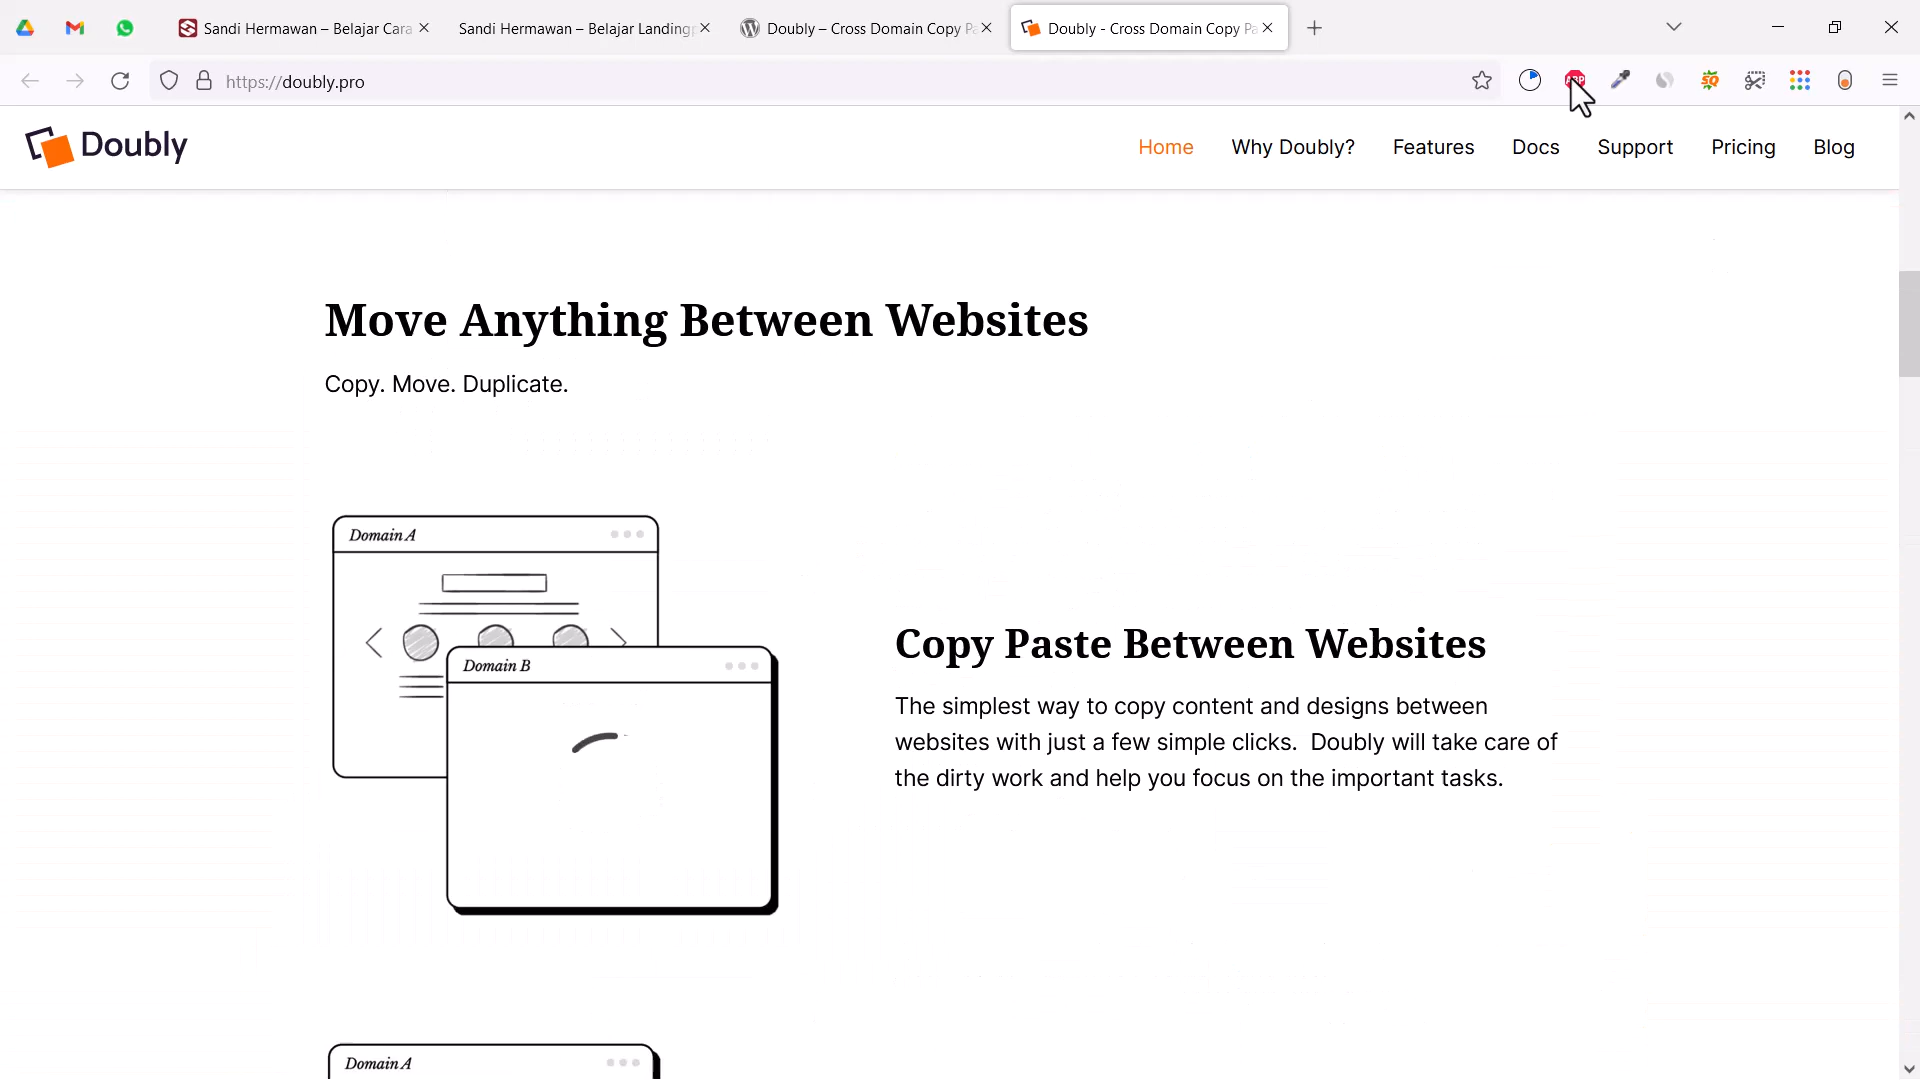 Sandi Hermawan – Belajar Cara
Sandi Hermawan – Belajar Landingp
Doubly – Cross Domain Copy Pa
Doubly - Cross Domain Copy Pa
https://doubly.pro
ABP
SQ
Doubly
Home
Why Doubly?
Features
Docs
Support
Pricing
Blog
Move Anything Between Websites
Copy. Move. Duplicate.
Domain A
Domain B
Copy Paste Between Websites
The simplest way to copy content and designs between
websites with just a few simple clicks. Doubly will take care of
the dirty work and help you focus on the important tasks.
Domain A